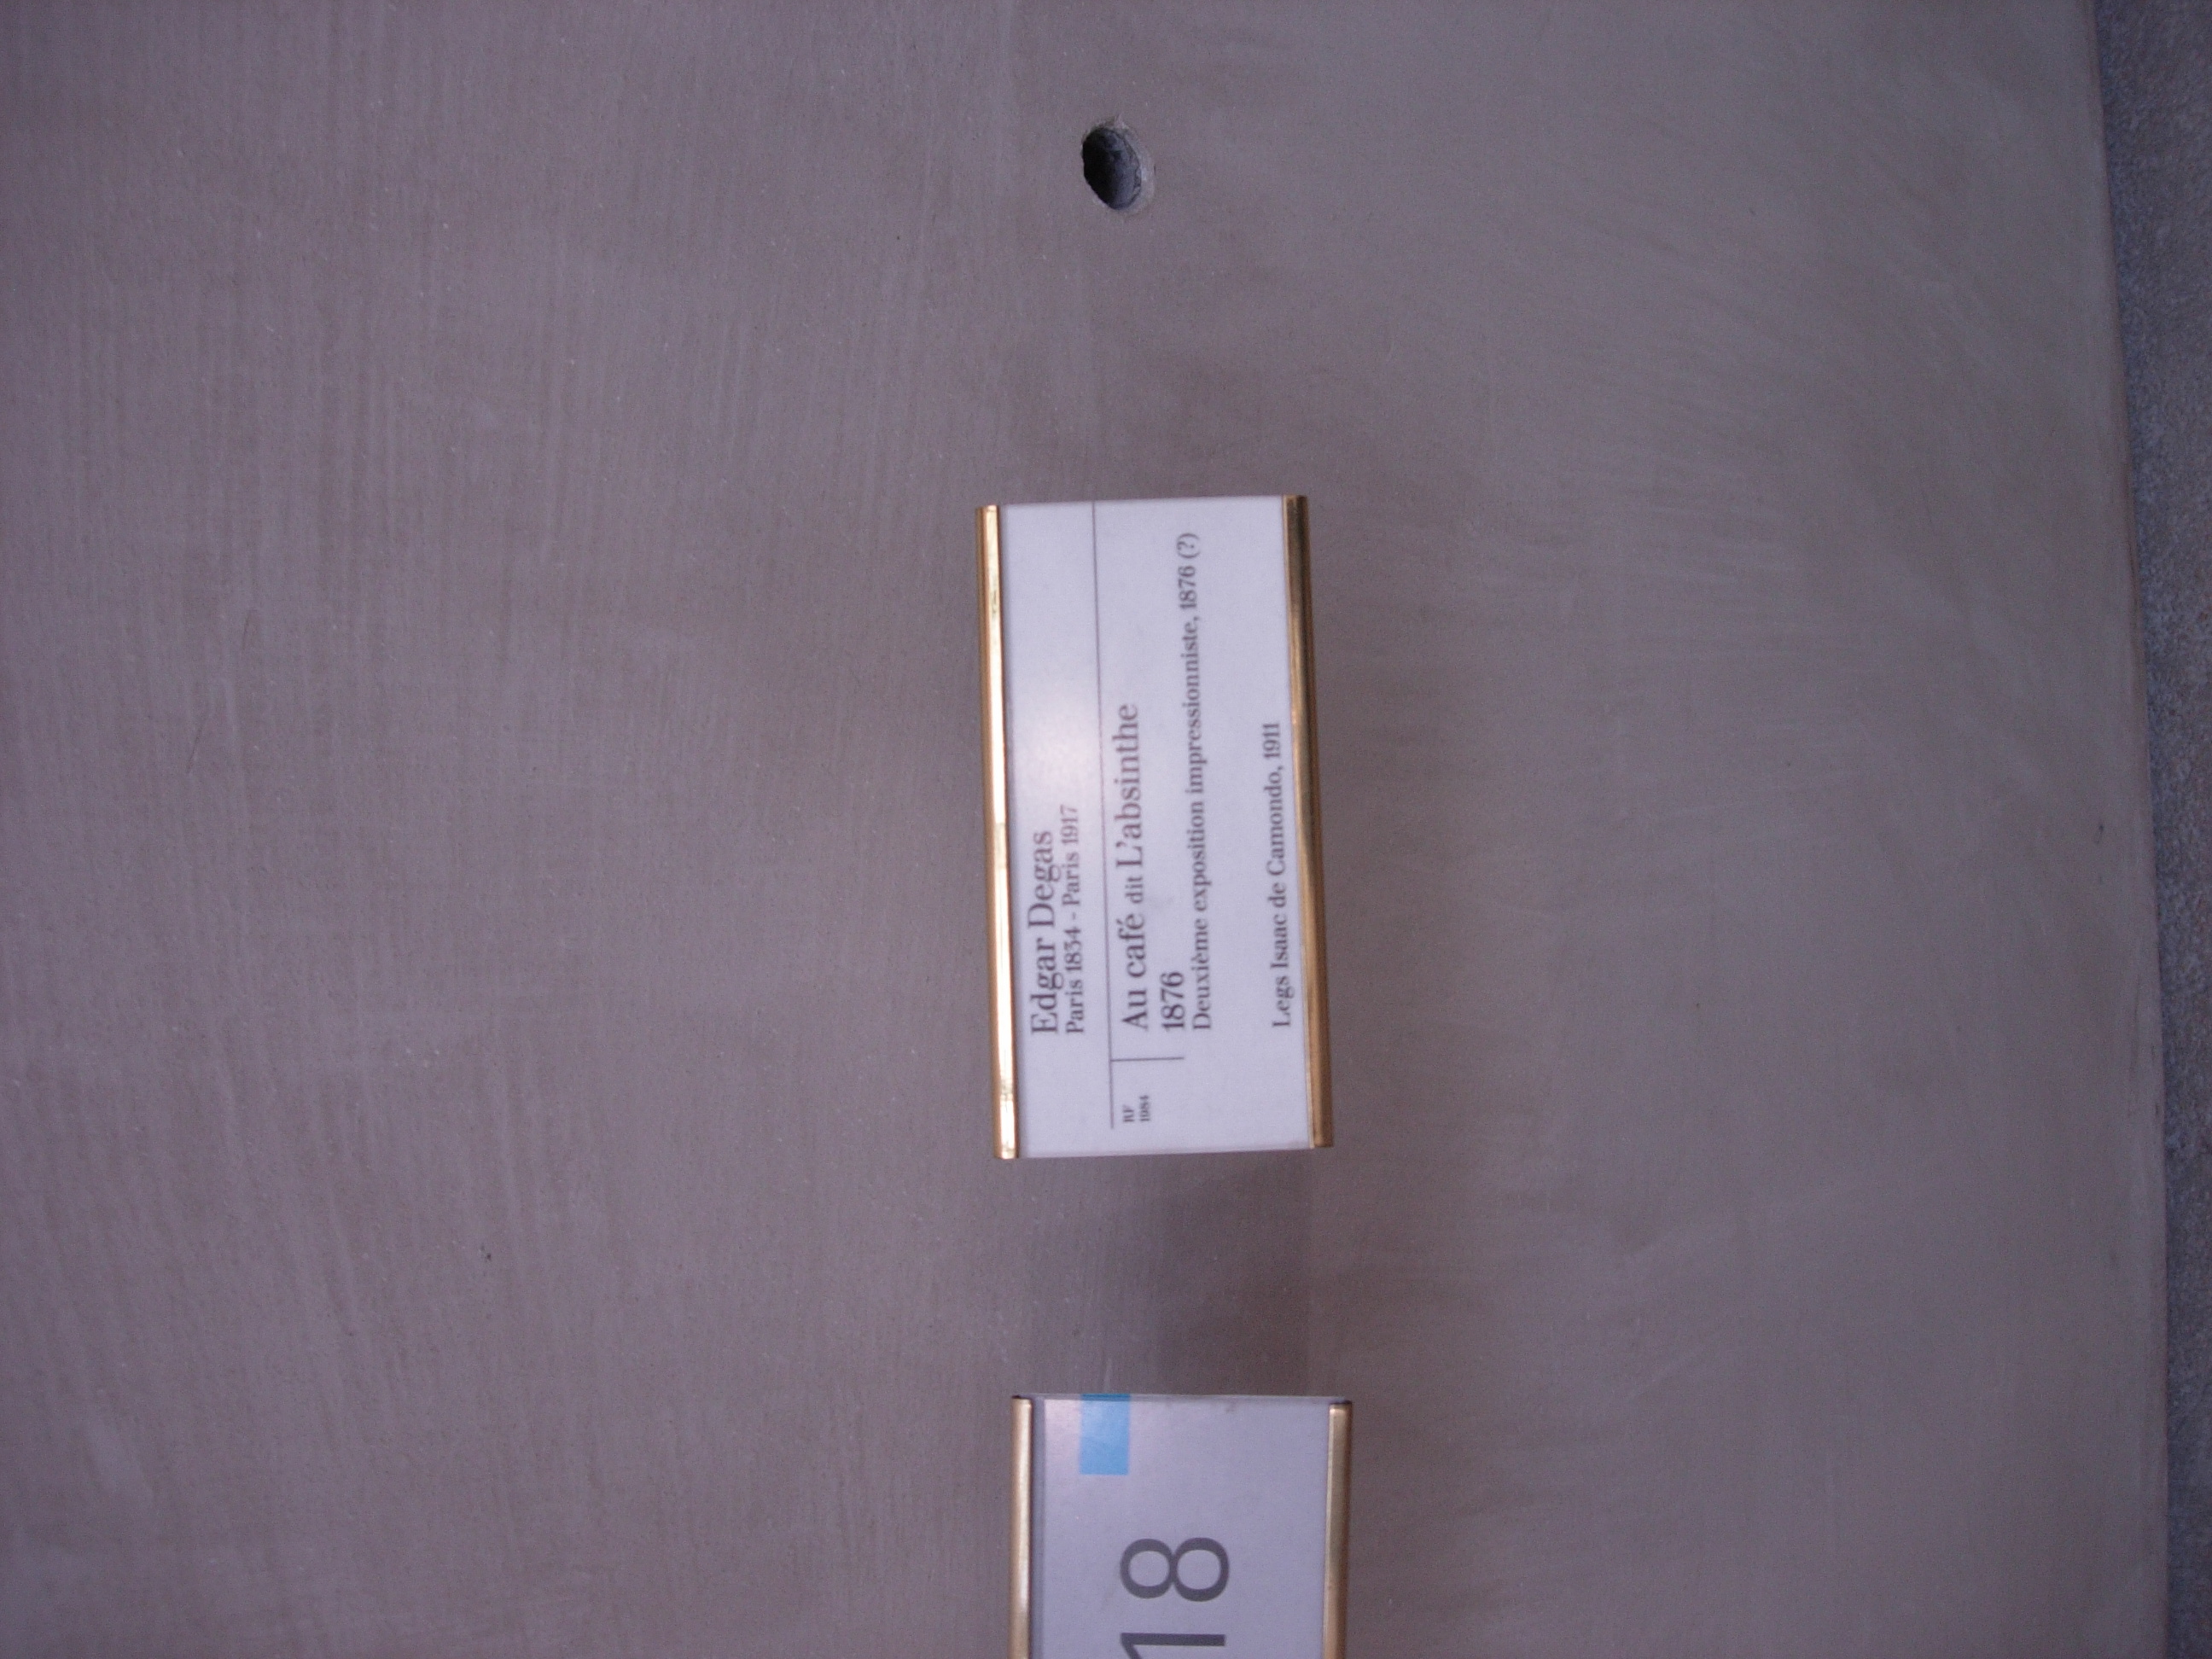 Edgar Degas
Paris 1834 - Paris 1917
RF
1984
Au café dit L'absinthe
1876
Deuxième exposition impressionniste, 1876 (?)
Legs Isaac de Camondo, 1911
18